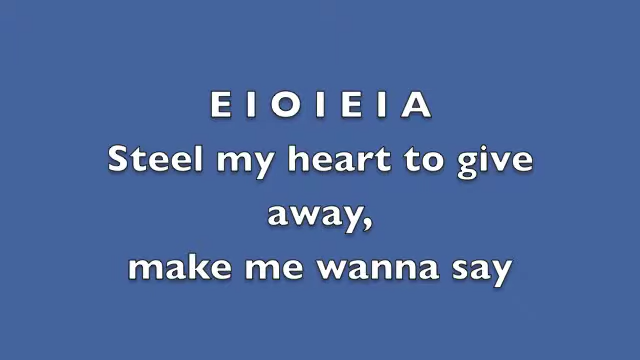 E I O I E I A
Steel my heart to give
away,
make me wanna say